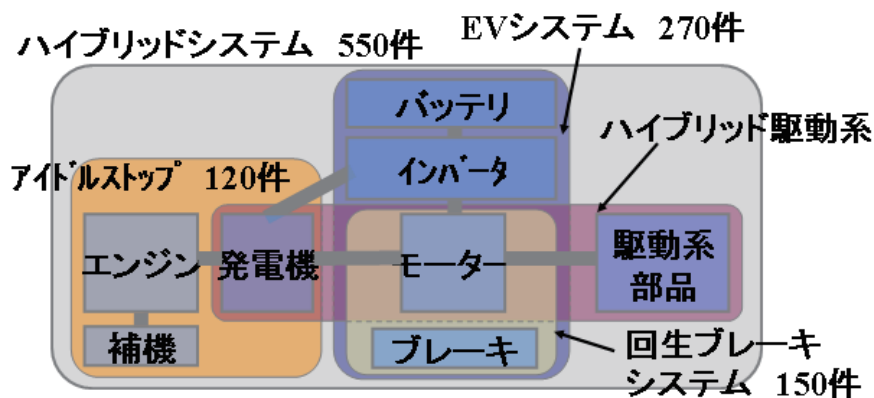 ハイブリッドシステム 550件
EVシステム 270件
バッテリ
ハイブリッド駆動系
インバータ
アイドルストップ 120件
エンジン
発電機
モーター
駆動系
部品
補機
ブレーキ
回生ブレーキ
システム 150件